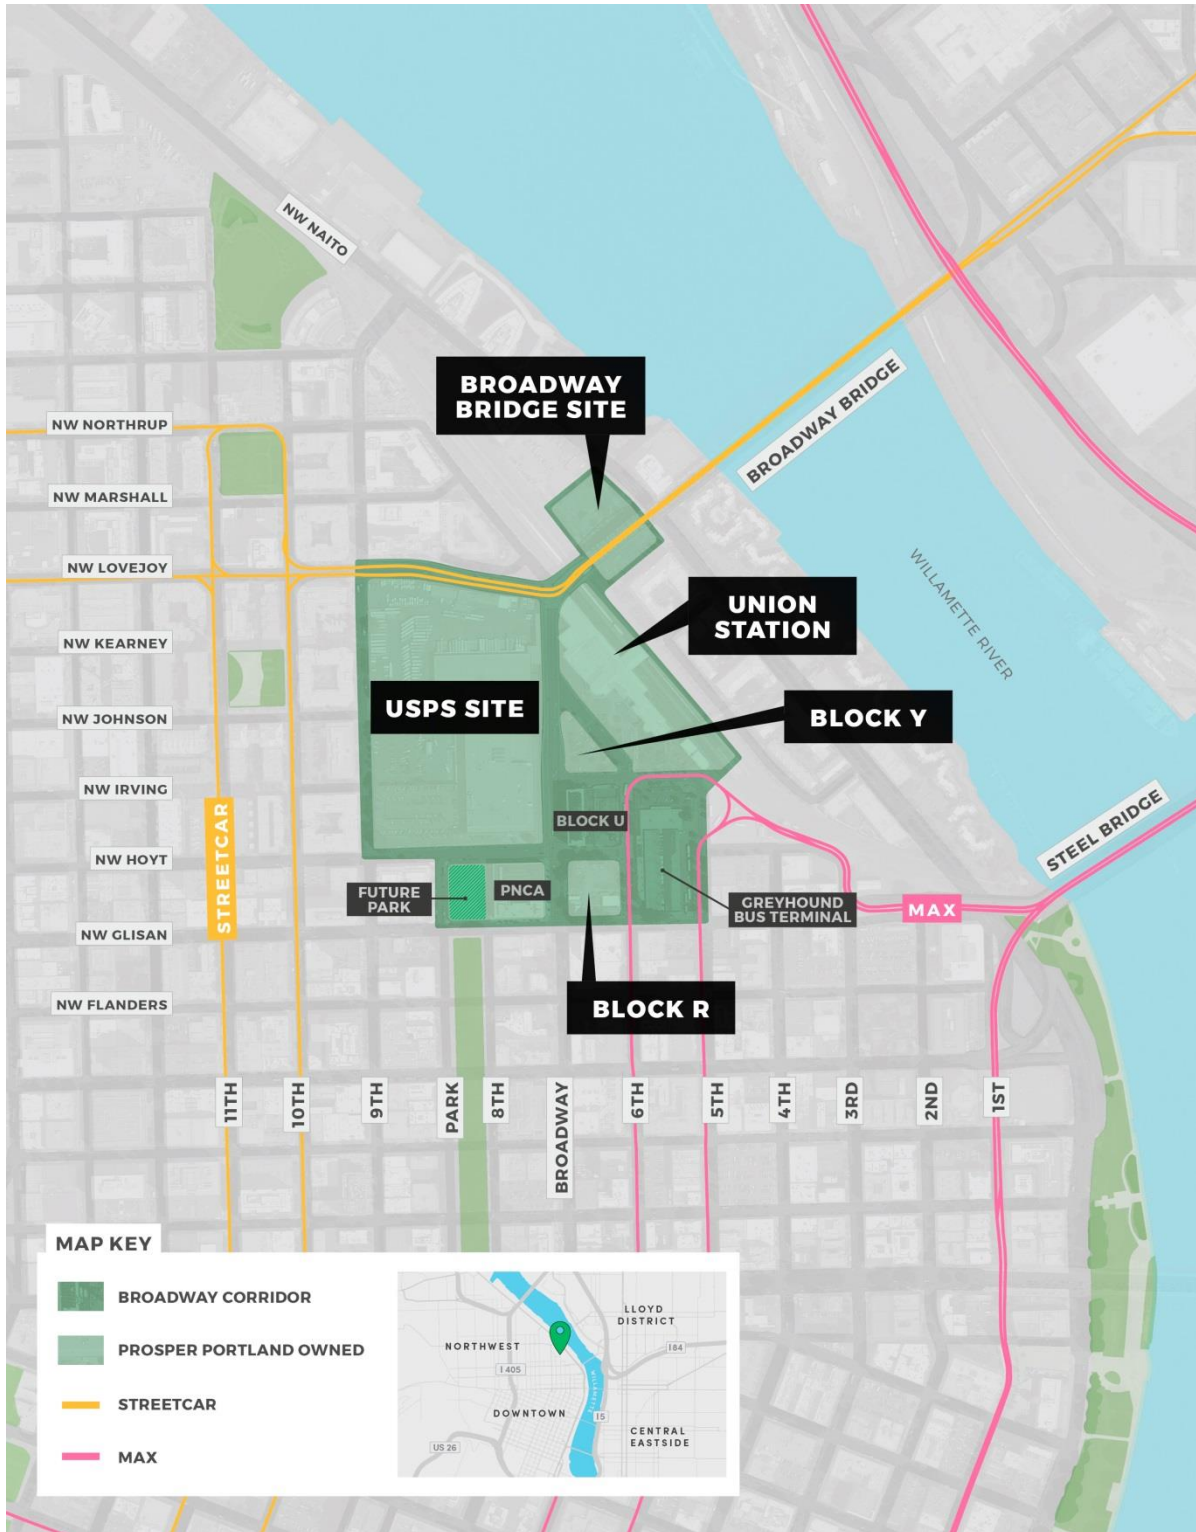 NW NAITO
BROADWAY
BRIDGE SITE
BROADWAY BRIDGE
NW NORTHRUP
NW MARSHALL
NW LOVEJOY
NW KEARNEY
NW JOHNSON
NW IRVING
NW HOYT
NW GLISAN
NW FLANDERS
WILLAMETTE RIVER
UNION
STATION
USPS SITE
BLOCK Y
STREETCAR
BLOCK U
STEEL BRIDGE
FUTURE
PARK
PNCA
GREYHOUND
BUS TERMINAL
MAX
BLOCK R
11TH
10TH
9TH
PARK
8TH
BROADWAY
6TH
5TH
4TH
3RD
2ND
1ST
MAP KEY
BROADWAY CORRIDOR
PROSPER PORTLAND OWNED
STREETCAR
MAX
LLOYD
DISTRICT
NORTHWEST
I 84
I 405
WILLAMETTE
DOWNTOWN
I5
CENTRAL
EASTSIDE
US 26